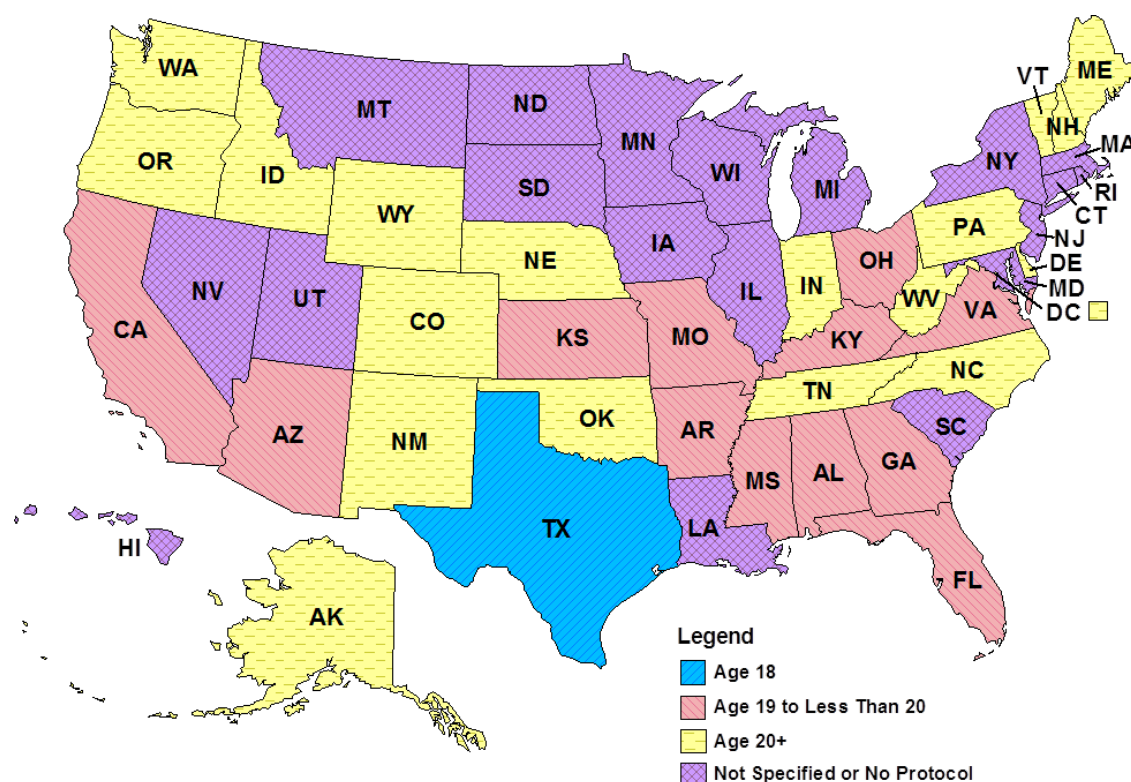 WA
MT
ND
MN
VT
ME
NH
MA
OR
ID
SD
WI
MI
NY
RI
CT
WY
IA
PA
NJ
NE
OH
DE
IN
MD
NV
UT
IL
WV
DC
CA
CO
VA
KS
MO
KY
NC
TN
AZ
NM
OK
AR
SC
GA
MS
AL
TX
LA
HI
FL
AK
Legend
Age 18
Age 19 to Less Than 20
Age 20+
Not Specified or No Protocol